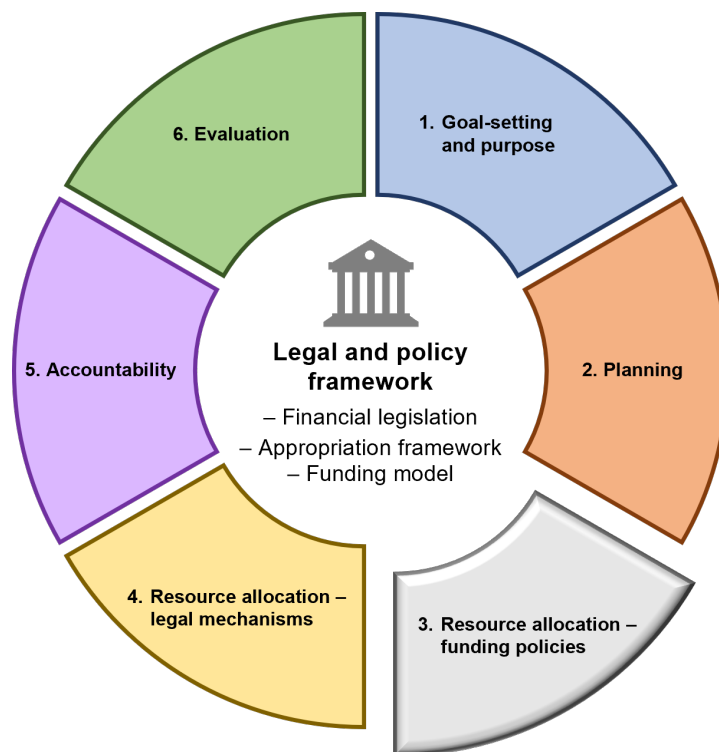 1. Goal-setting
and purpose
2. Planning
3. Resource allocation –
funding policies
4. Resource allocation –
legal mechanisms
5. Accountability
6. Evaluation
Legal and policy
framework
– Financial legislation
– Appropriation framework
– Funding model